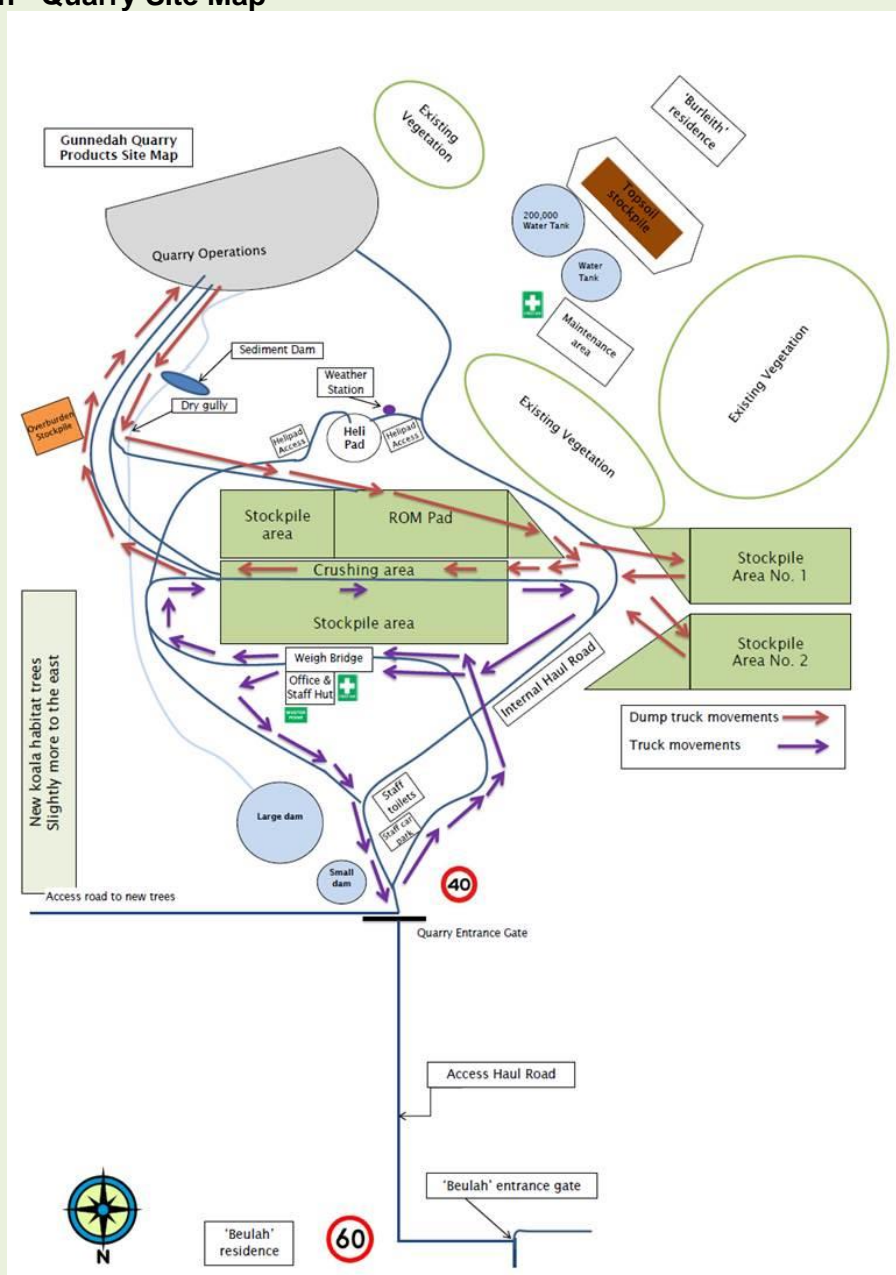 Quarry Site Map
Gunnedah Quarry
Products Site Map
Existing
Vegetation
'Burleith'
residence
Topsoil
stockpile
200,000
Water Tank
Water
Tank
Maintenance
area
Existing Vegetation
Existing Vegetation
Quarry Operations
Sediment Dam
Dry gully
Overburden
Stockpile
Weather
Station
Heli
Pad
Helipad
Access
Helipad
Access
Stockpile
area
ROM Pad
Crushing area
Stockpile area
Stockpile
Area No. 1
Stockpile
Area No. 2
Weigh Bridge
Office &
Staff Hut
Internal Haul Road
Dump truck movements
Truck movements
New koala habitat trees
Slightly more to the east
Large dam
Small
dam
Staff
toilets
Staff car
park
40
Access road to new trees
Quarry Entrance Gate
Access Haul Road
'Beulah' entrance gate
'Beulah'
residence
60
N